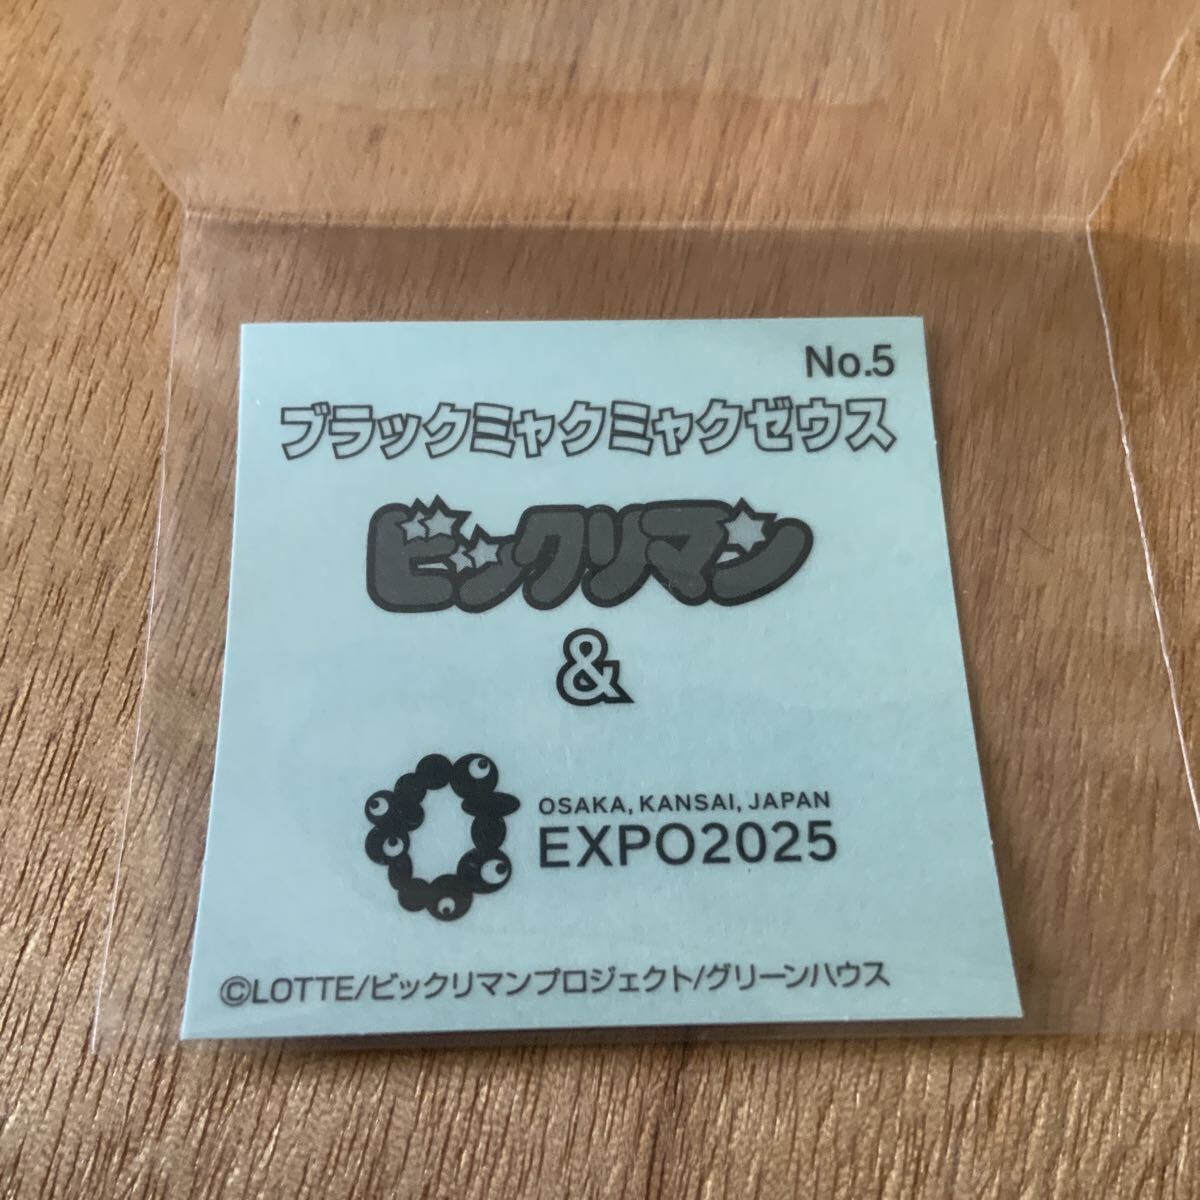 No.5
ブラックミャクミャクゼウス
ビックリマン
&
OSAKA, KANSAI, JAPAN
EXPO2025
©LOTTE/ビックリマンプロジェクト/グリーンハウス